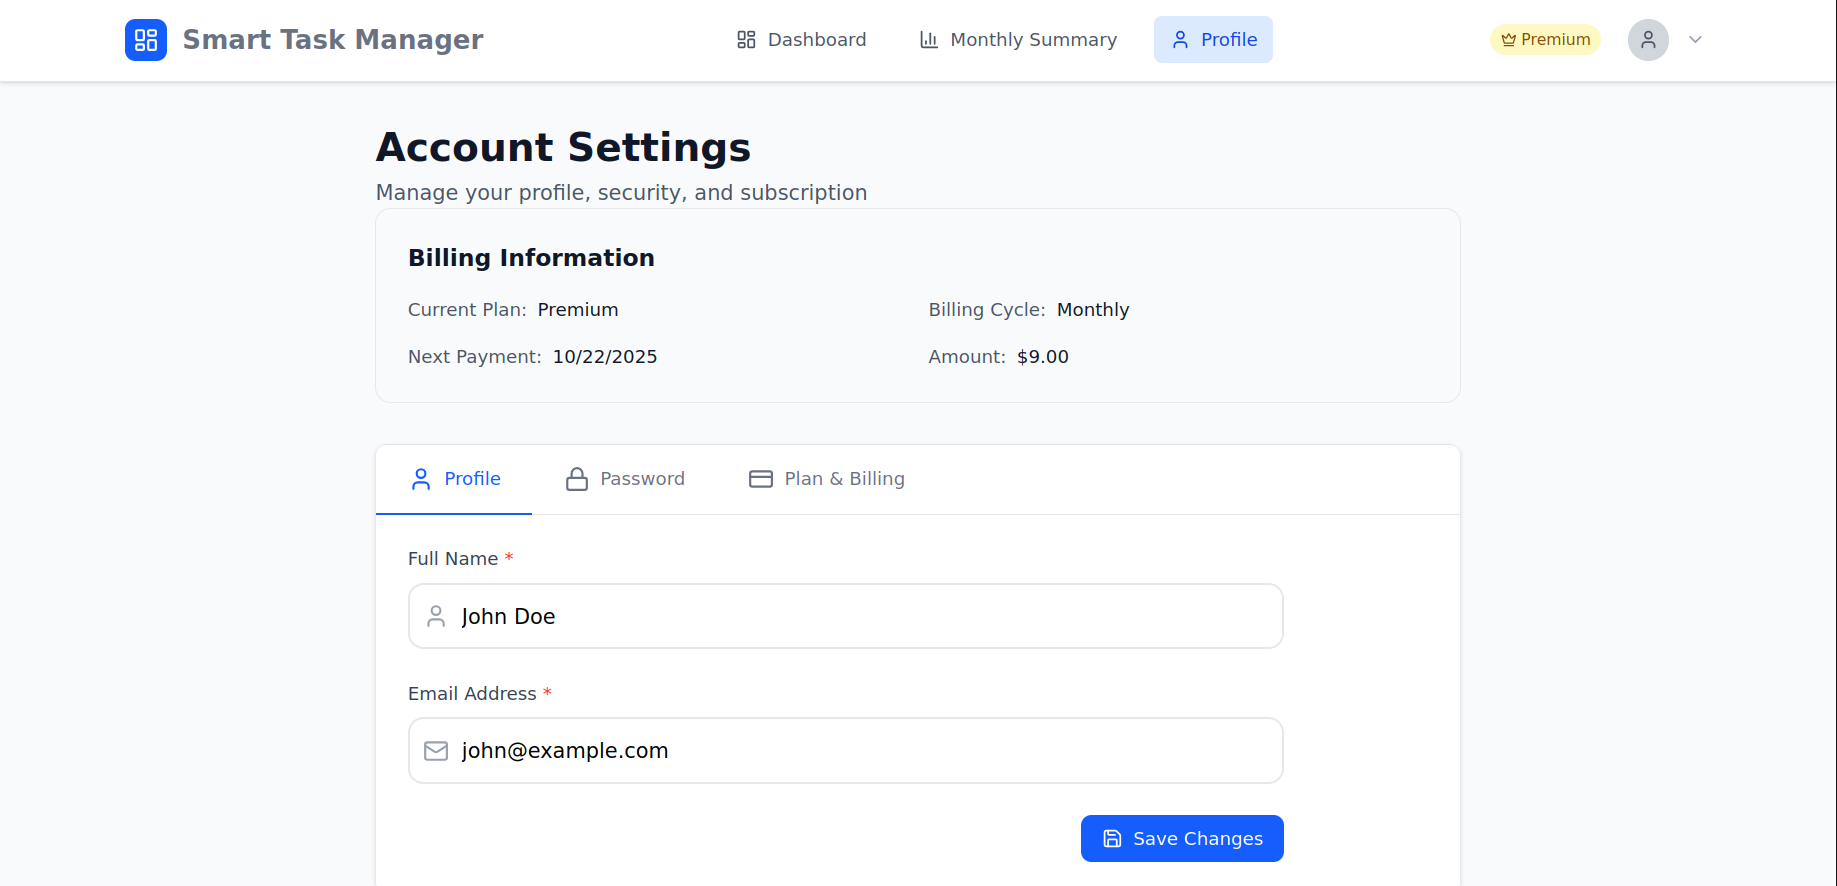 Smart Task Manager
Dashboard
Monthly Summary
Profile
Premium
Account Settings
Manage your profile, security, and subscription
Billing Information
Current Plan: Premium
Billing Cycle: Monthly
Next Payment: 10/22/2025
Amount: $9.00
Profile
Password
Plan & Billing
Full Name *
John Doe
Email Address *
john@example.com
Save Changes